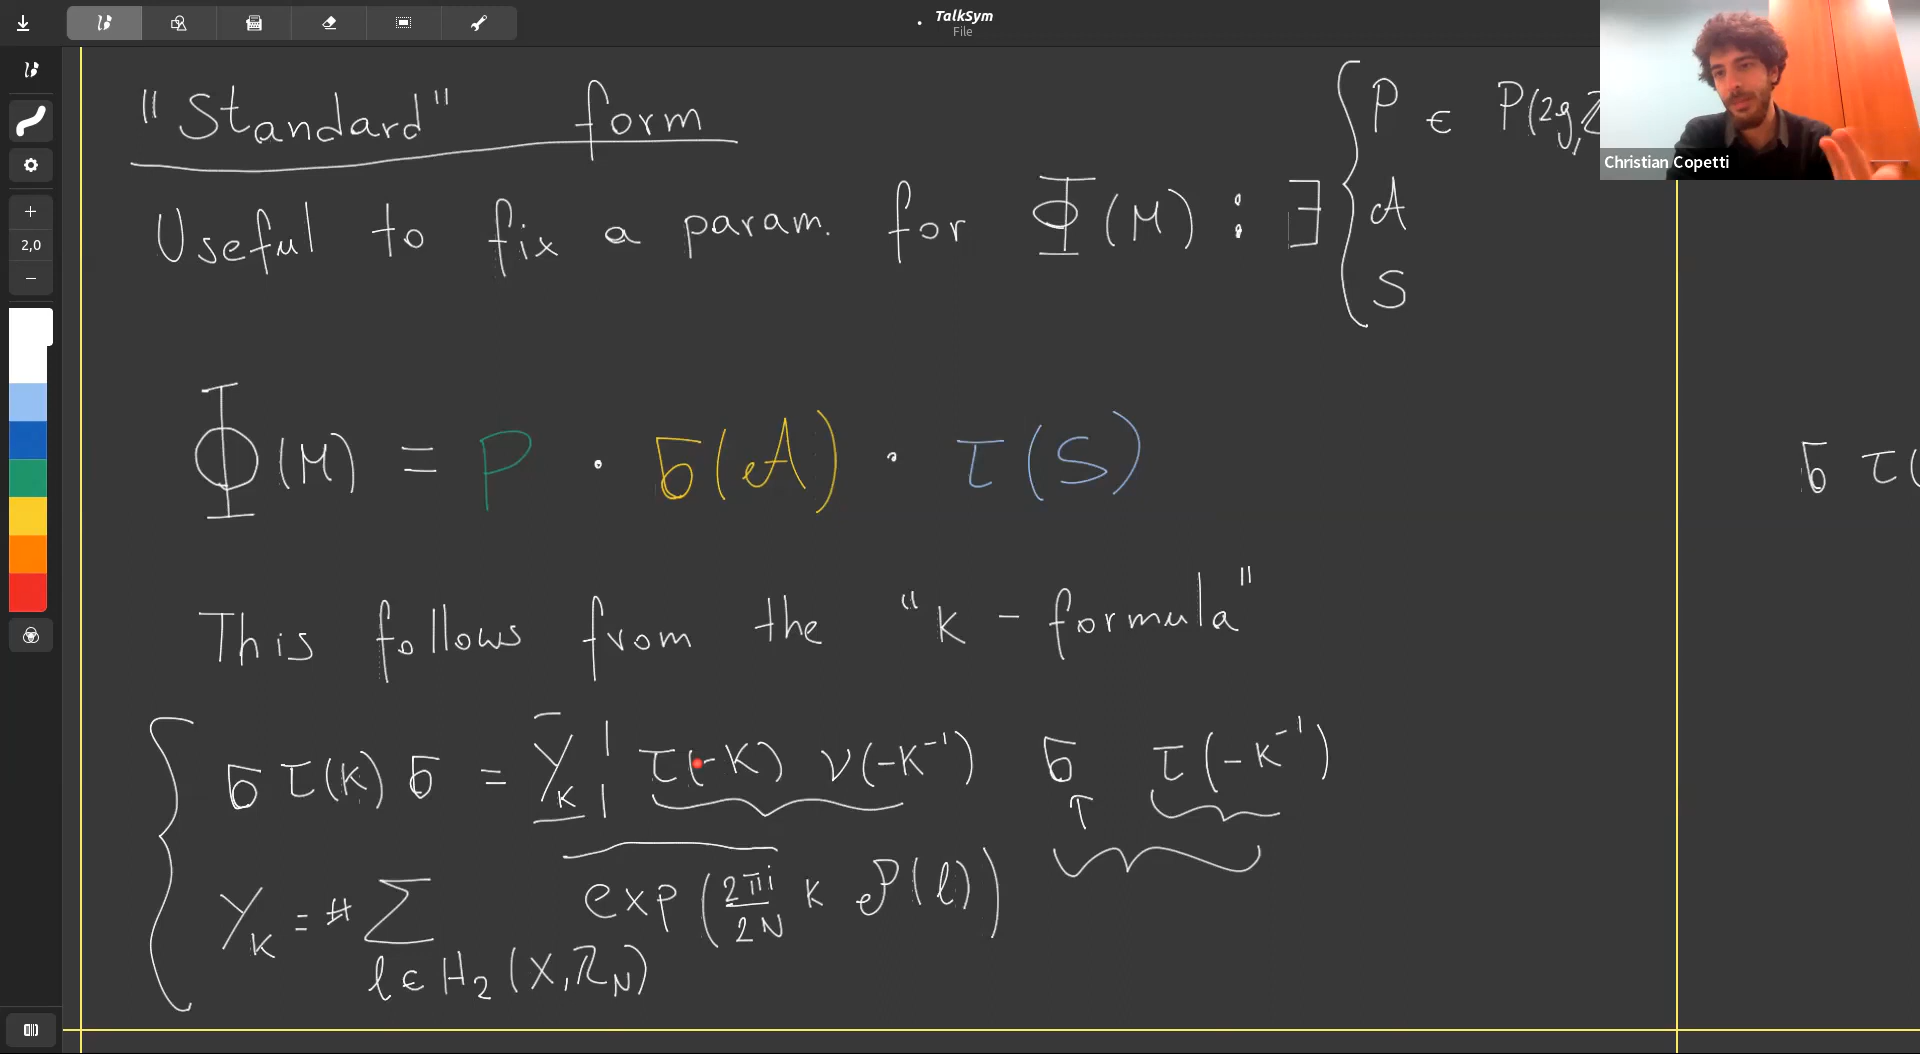 TalkSym
File
"Standard" form
P ∈ P(2g, ℤ
Christian Copetti
Useful to fix a param. for Φ(M) : ∃ { P, 𝒜, S
2,0
Φ(M) = P · σ(𝒜) · τ(S)
σ τ(
This follows from the "K - formula"
σ τ(K) σ = Y_K τ(-K) ν(-K⁻¹) σ τ(-K⁻¹)
Y_K = # ∑ exp(2πi/2N K 𝒫(l))
l ∈ H₂(X, ℤ_N)